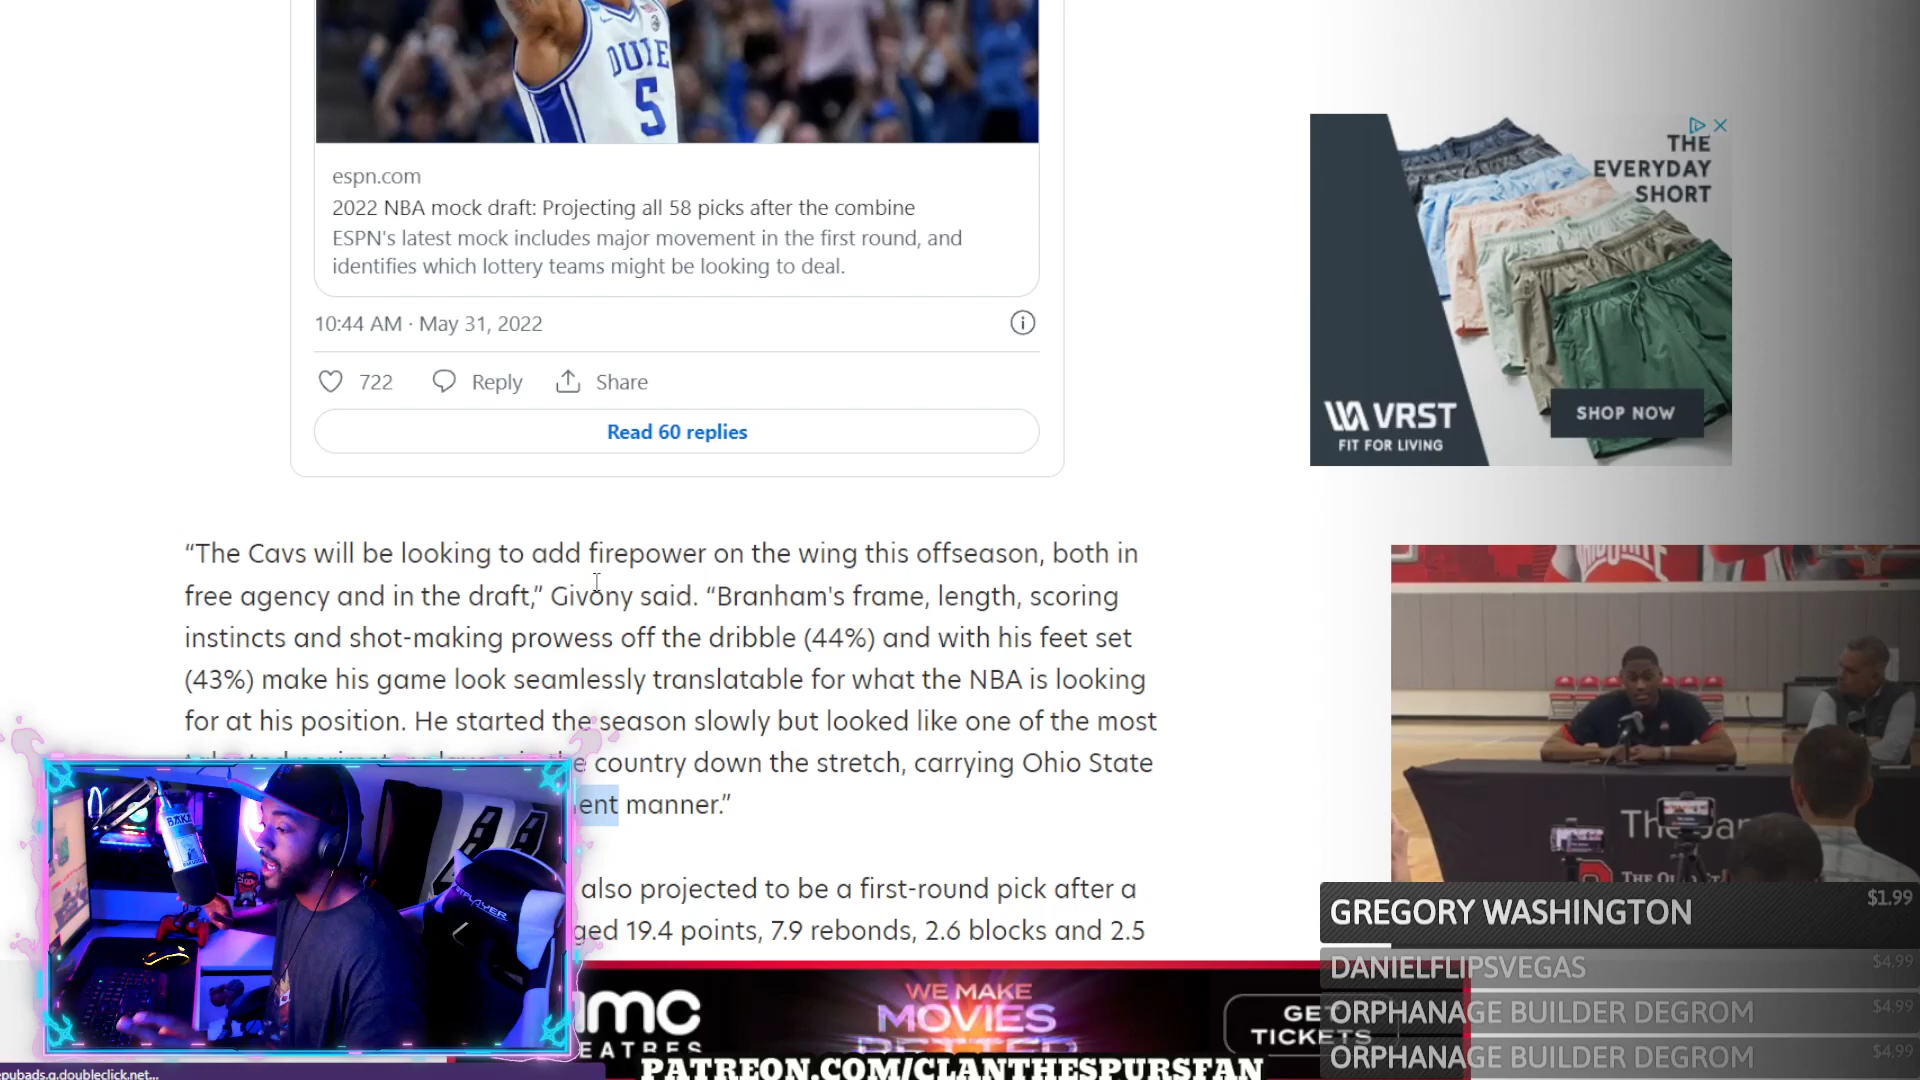 DUKE
5
espn.com
2022 NBA mock draft: Projecting all 58 picks after the combine
ESPN's latest mock includes major movement in the first round, and
identifies which lottery teams might be looking to deal.
10:44 AM · May 31, 2022
722 Reply Share
Read 60 replies
THE
EVERYDAY
SHORT
VRST
FIT FOR LIVING
SHOP NOW
“The Cavs will be looking to add firepower on the wing this offseason, both in
free agency and in the draft,” Givony said. “Branham's frame, length, scoring
instincts and shot-making prowess off the dribble (44%) and with his feet set
(43%) make his game look seamlessly translatable for what the NBA is looking
for at his position. He started the season slowly but looked like one of the most
country down the stretch, carrying Ohio State
ent manner.”
also projected to be a first-round pick after a
ged 19.4 points, 7.9 rebonds, 2.6 blocks and 2.5
The
GREGORY WASHINGTON $1.99
DANIELFLIPSVEGAS $4.99
ORPHANAGE BUILDER DEGROM $4.99
ORPHANAGE BUILDER DEGROM $4.99
amc
EATRES
WE MAKE
MOVIES
BETTER
GET
TICKETS
PATREON.COM/CLANTHESPURSFAN
epubads.g.doubleclick.net...